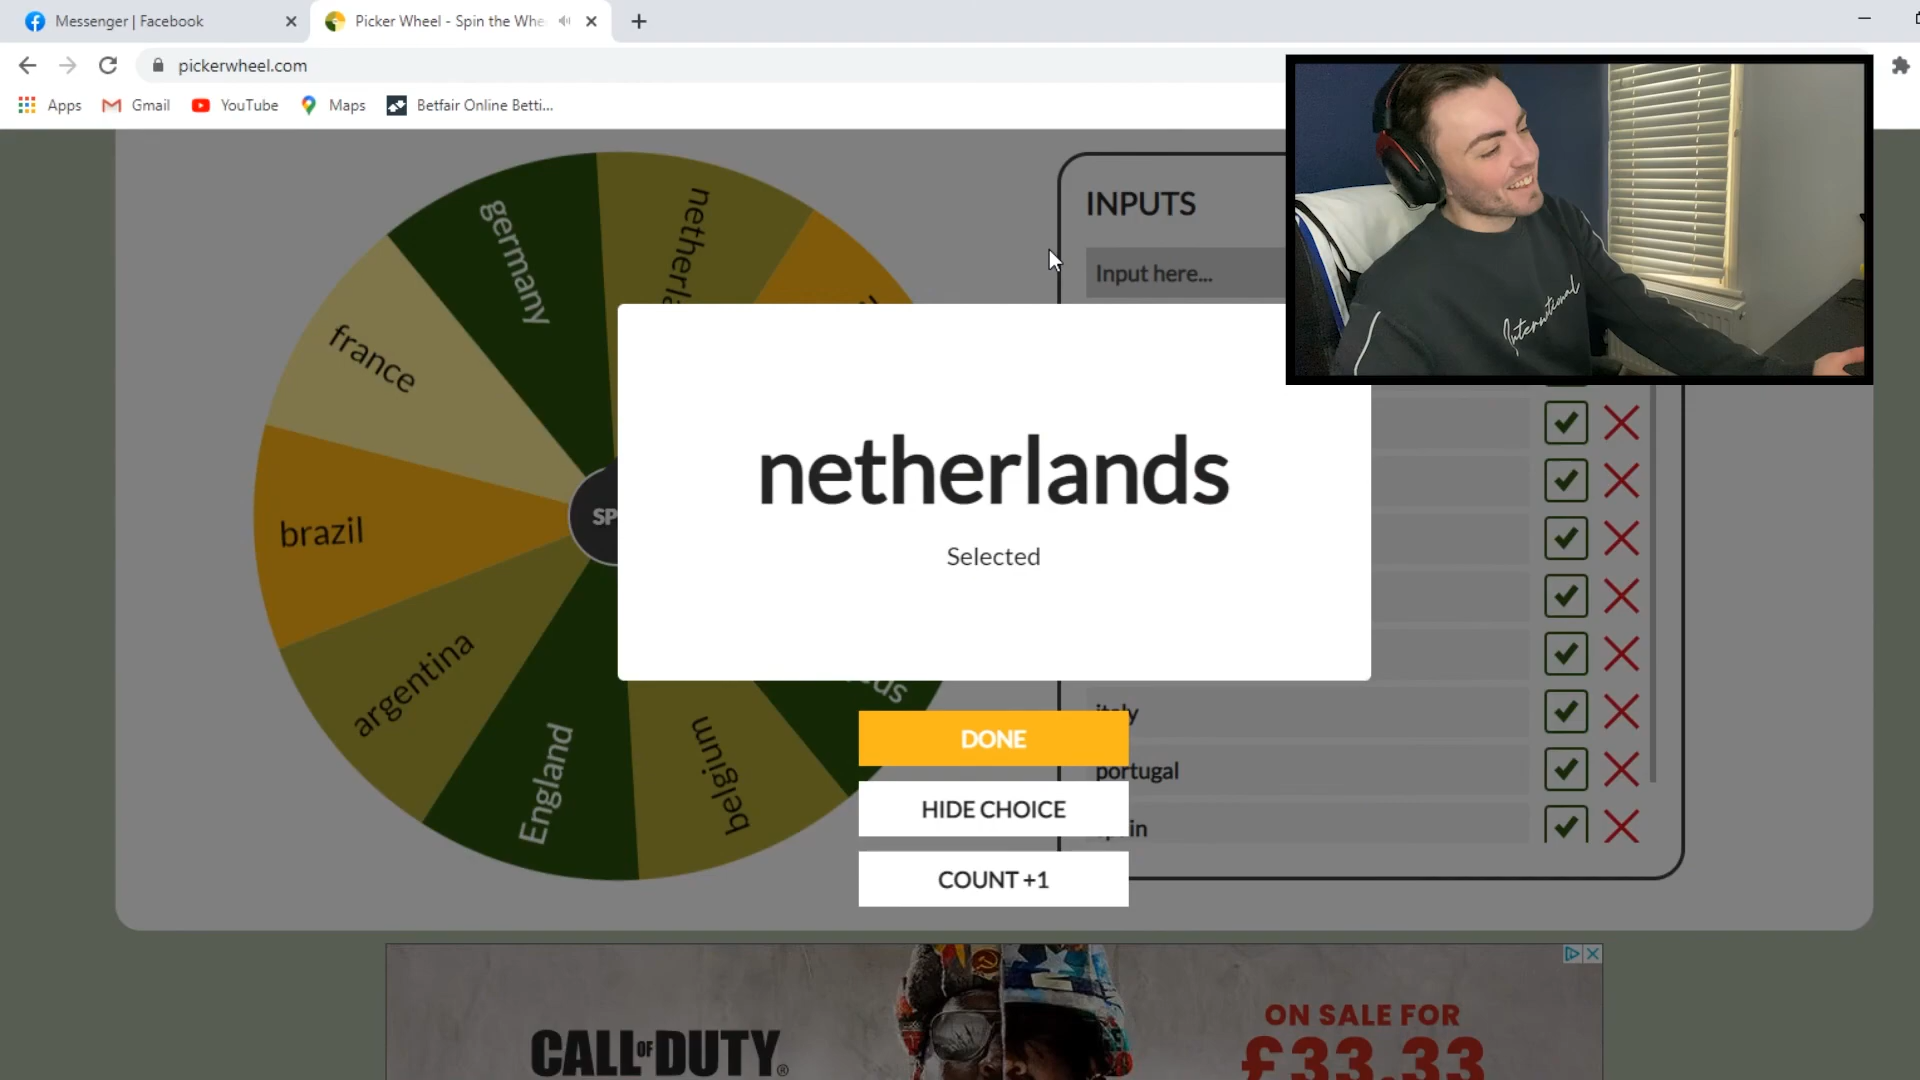 Messenger | Facebook
Picker Wheel - Spin the Whe
pickerwheel.com
Apps
Gmail
YouTube
Maps
Betfair Online Betti...
germany
france
brazil
argentina
England
belgium
INPUTS
Input here...
International
netherlands
Selected
italy
portugal
DONE
HIDE CHOICE
COUNT +1
CALL OF DUTY®
ON SALE FOR
£33.33